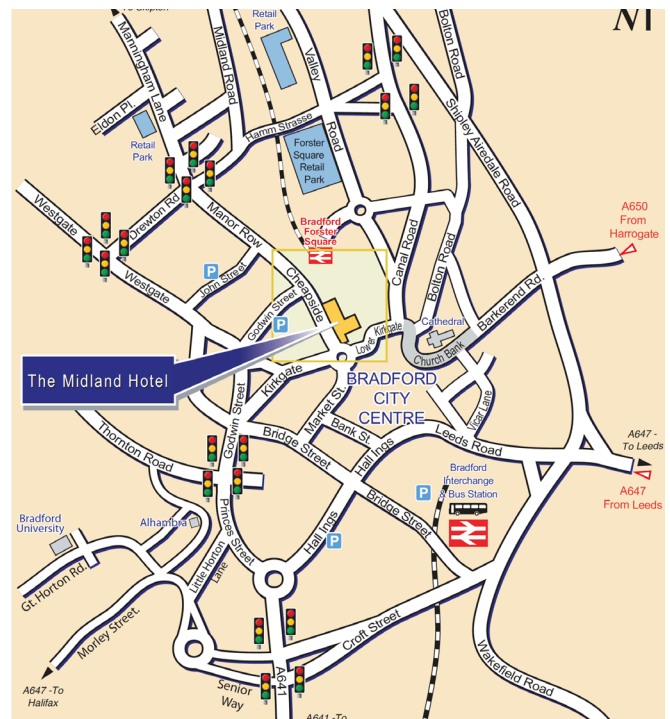 To Skipton
N
Retail
Park
Manningham Lane
Midland Road
Valley
Road
Bolton Road
Shipley Airedale Road
Eldon Pl.
Retail
Park
Hamm Strasse
Forster
Square
Retail
Park
Westgate
Drewton Rd
Manor Row
Bradford
Forster
Square
Canal Road
Bolton Road
A650
From
Harrogate
P
John Street
Cheapside
Westgate
Godwin Street
P
Barkerend Rd.
Cathedral
Lower Kirkgate
Church Bank
The Midland Hotel
Kirkgate
BRADFORD
CITY
CENTRE
Market St.
Vicar Lane
Godwin Street
Bank St.
Leeds Road
Thornton Road
Bridge Street
Hall Ings
A647 -
To Leeds
A647
From Leeds
Bradford
Interchange
& Bus Station
P
Bridge Street
Bradford
University
Alhambra
Princes Street
Hall Ings
P
Little Horton
Lane
Gt. Horton Rd.
Morley Street.
Croft Street
Wakefield Road
A647 -To
Halifax
Senior
Way
A641
A641 -To